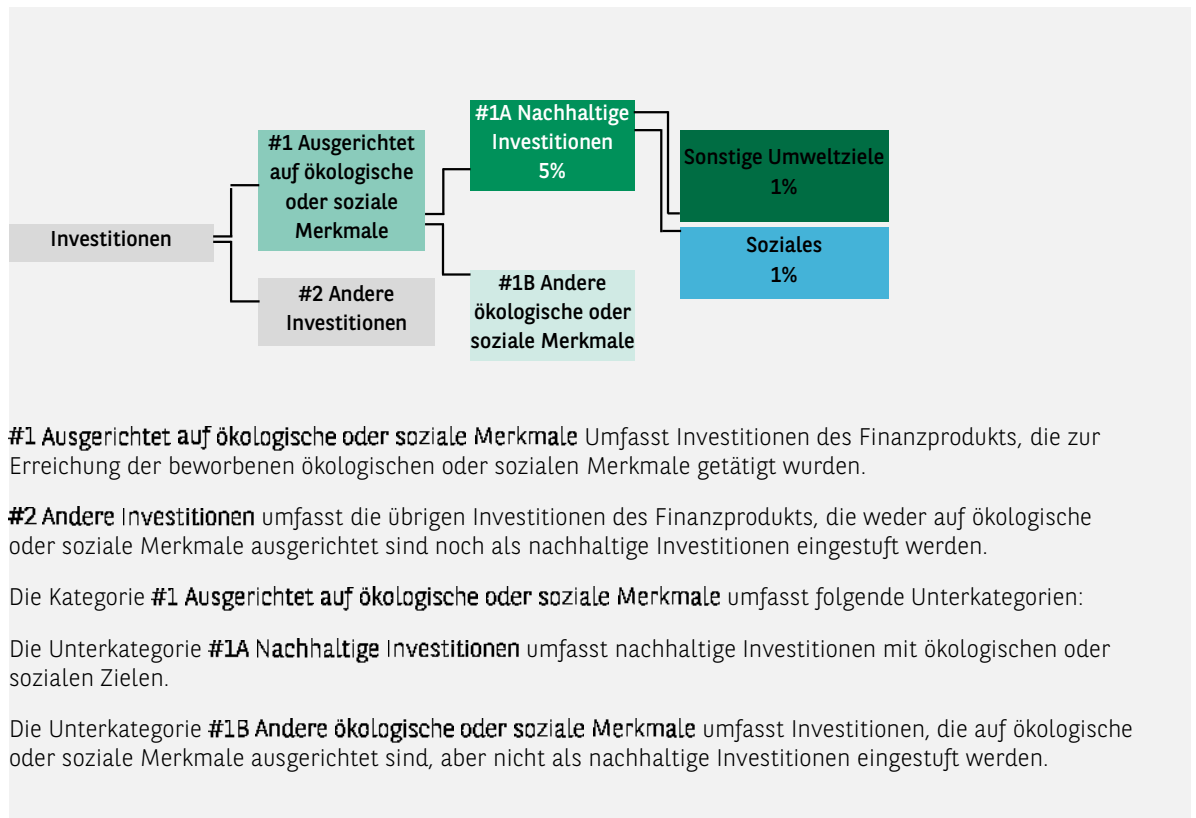 #1A Nachhaltige
Investitionen
5%
#1 Ausgerichtet
auf ökologische
oder soziale
Merkmale
Sonstige Umweltziele
1%
Investitionen
Soziales
1%
#2 Andere
Investitionen
#1B Andere
ökologische oder
soziale Merkmale
#1 Ausgerichtet auf ökologische oder soziale Merkmale Umfasst Investitionen des Finanzprodukts, die zur
Erreichung der beworbenen ökologischen oder sozialen Merkmale getätigt wurden.
#2 Andere Investitionen umfasst die übrigen Investitionen des Finanzprodukts, die weder auf ökologische
oder soziale Merkmale ausgerichtet sind noch als nachhaltige Investitionen eingestuft werden.
Die Kategorie #1 Ausgerichtet auf ökologische oder soziale Merkmale umfasst folgende Unterkategorien:
Die Unterkategorie #1A Nachhaltige Investitionen umfasst nachhaltige Investitionen mit ökologischen oder
sozialen Zielen.
Die Unterkategorie #1B Andere ökologische oder soziale Merkmale umfasst Investitionen, die auf ökologische
oder soziale Merkmale ausgerichtet sind, aber nicht als nachhaltige Investitionen eingestuft werden.